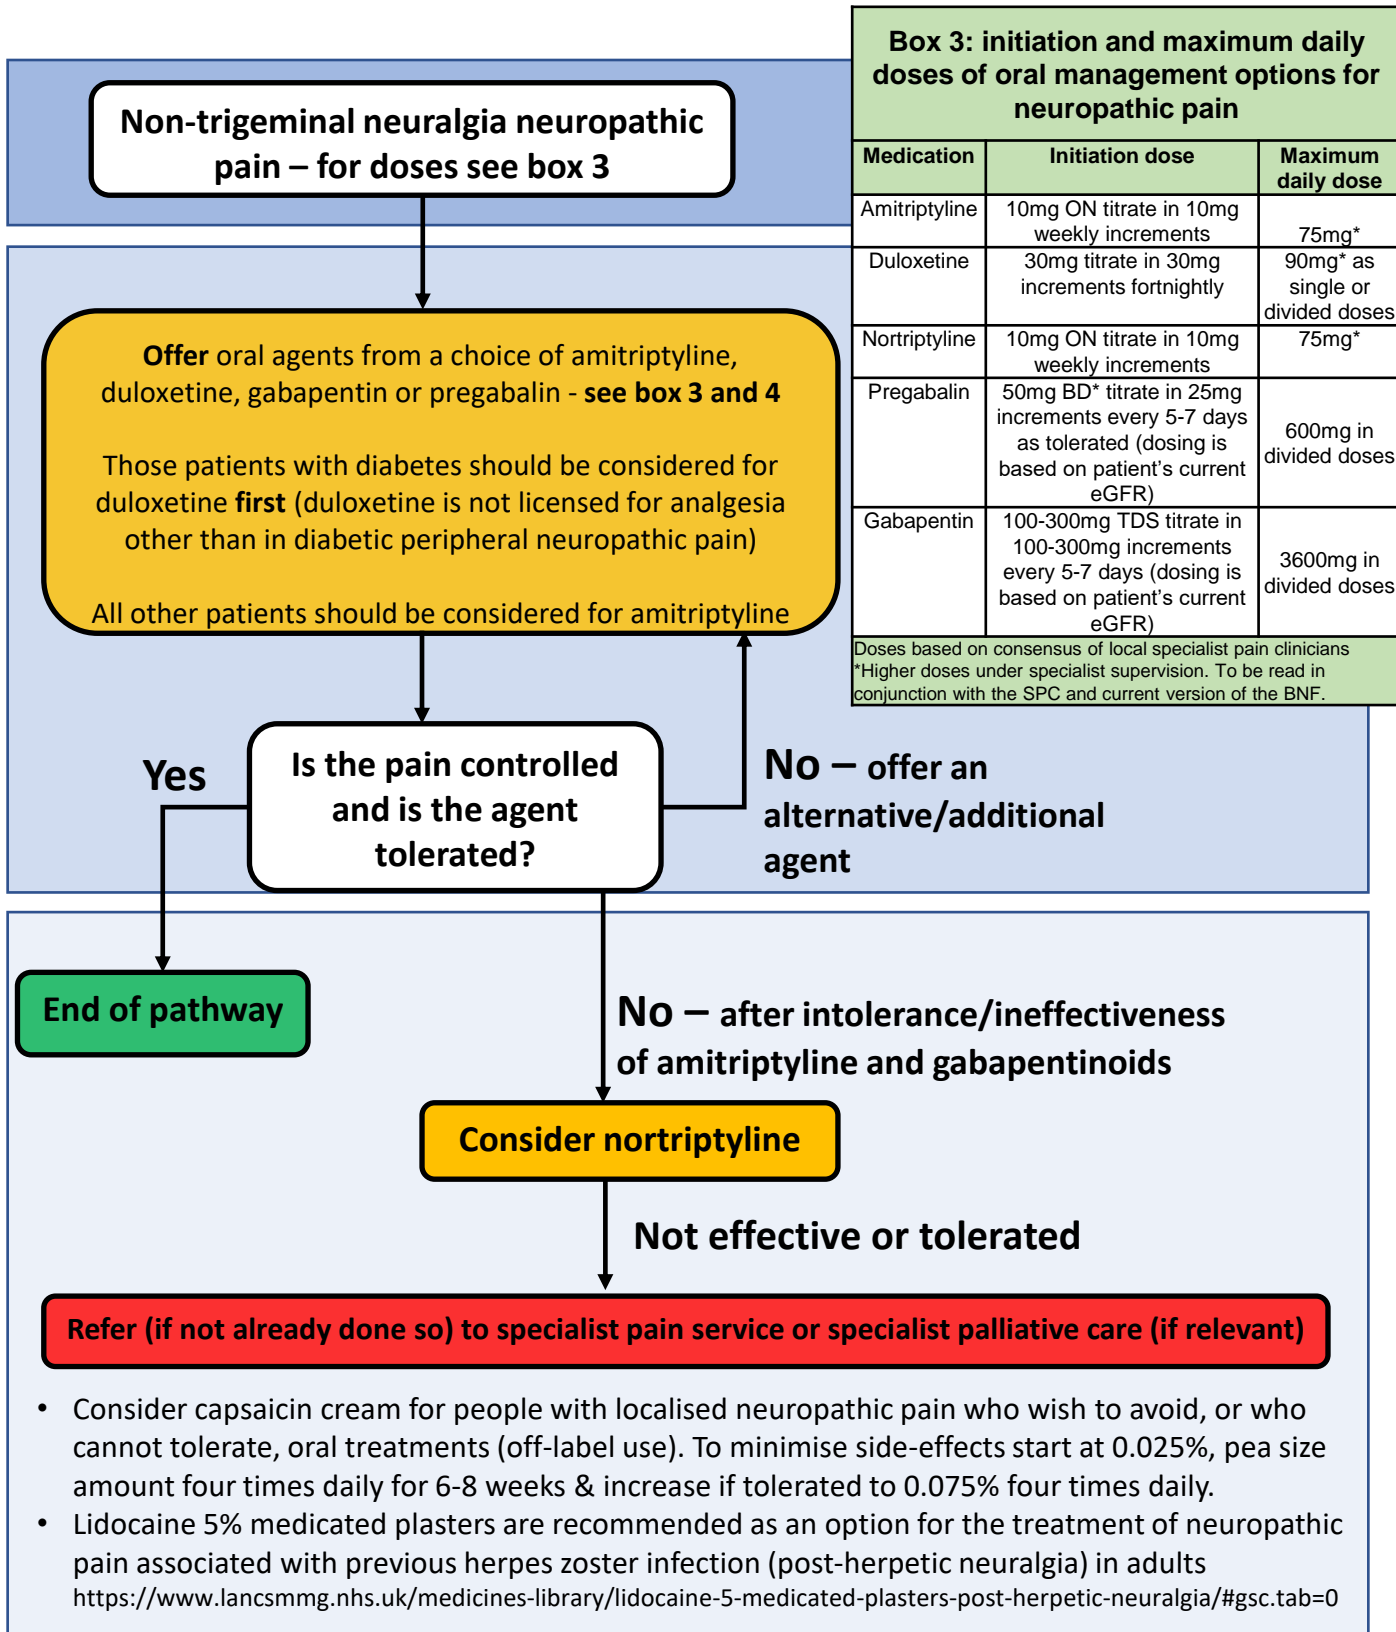 Non-trigeminal neuralgia neuropathic
pain – for doses see box 3
Box 3: initiation and maximum daily
doses of oral management options for
neuropathic pain
Medication Initiation dose Maximum
daily dose
Amitriptyline 10mg ON titrate in 10mg
weekly increments 75mg*
Duloxetine 30mg titrate in 30mg
increments fortnightly 90mg* as
single or
divided doses
Nortriptyline 10mg ON titrate in 10mg
weekly increments 75mg*
Pregabalin 50mg BD* titrate in 25mg
increments every 5-7 days
as tolerated (dosing is
based on patient's current
eGFR) 600mg in
divided doses
Gabapentin 100-300mg TDS titrate in
100-300mg increments
every 5-7 days (dosing is
based on patient's current
eGFR) 3600mg in
divided doses
Doses based on consensus of local specialist pain clinicians
*Higher doses under specialist supervision. To be read in
conjunction with the SPC and current version of the BNF.
Offer oral agents from a choice of amitriptyline,
duloxetine, gabapentin or pregabalin - see box 3 and 4
Those patients with diabetes should be considered for
duloxetine first (duloxetine is not licensed for analgesia
other than in diabetic peripheral neuropathic pain)
All other patients should be considered for amitriptyline
Yes
Is the pain controlled
and is the agent
tolerated?
No – offer an
alternative/additional
agent
End of pathway
No – after intolerance/ineffectiveness
of amitriptyline and gabapentinoids
Consider nortriptyline
Not effective or tolerated
Refer (if not already done so) to specialist pain service or specialist palliative care (if relevant)
• Consider capsaicin cream for people with localised neuropathic pain who wish to avoid, or who
cannot tolerate, oral treatments (off-label use). To minimise side-effects start at 0.025%, pea size
amount four times daily for 6-8 weeks & increase if tolerated to 0.075% four times daily.
• Lidocaine 5% medicated plasters are recommended as an option for the treatment of neuropathic
pain associated with previous herpes zoster infection (post-herpetic neuralgia) in adults
https://www.lancsmmg.nhs.uk/medicines-library/lidocaine-5-medicated-plasters-post-herpetic-neuralgia/#gsc.tab=0